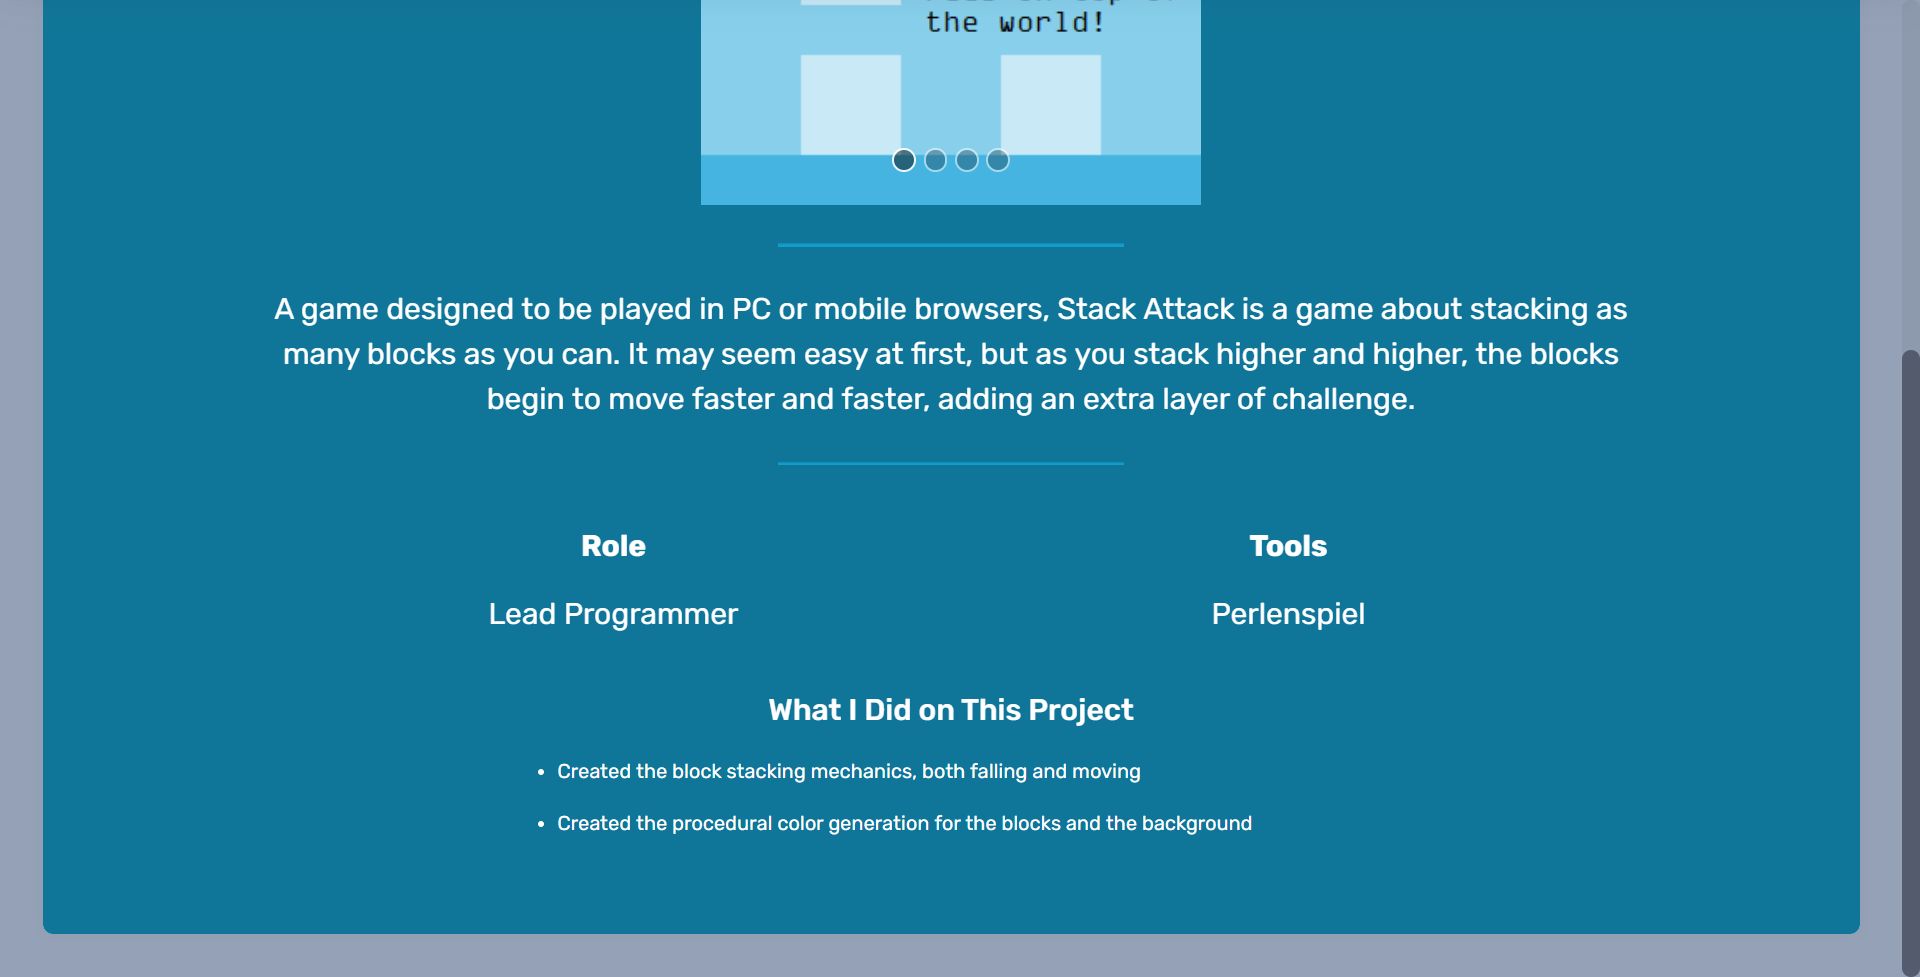 the world!
A game designed to be played in PC or mobile browsers, Stack Attack is a game about stacking as
many blocks as you can. It may seem easy at first, but as you stack higher and higher, the blocks
begin to move faster and faster, adding an extra layer of challenge.
Role
Tools
Lead Programmer
Perlenspiel
What I Did on This Project
• Created the block stacking mechanics, both falling and moving
• Created the procedural color generation for the blocks and the background